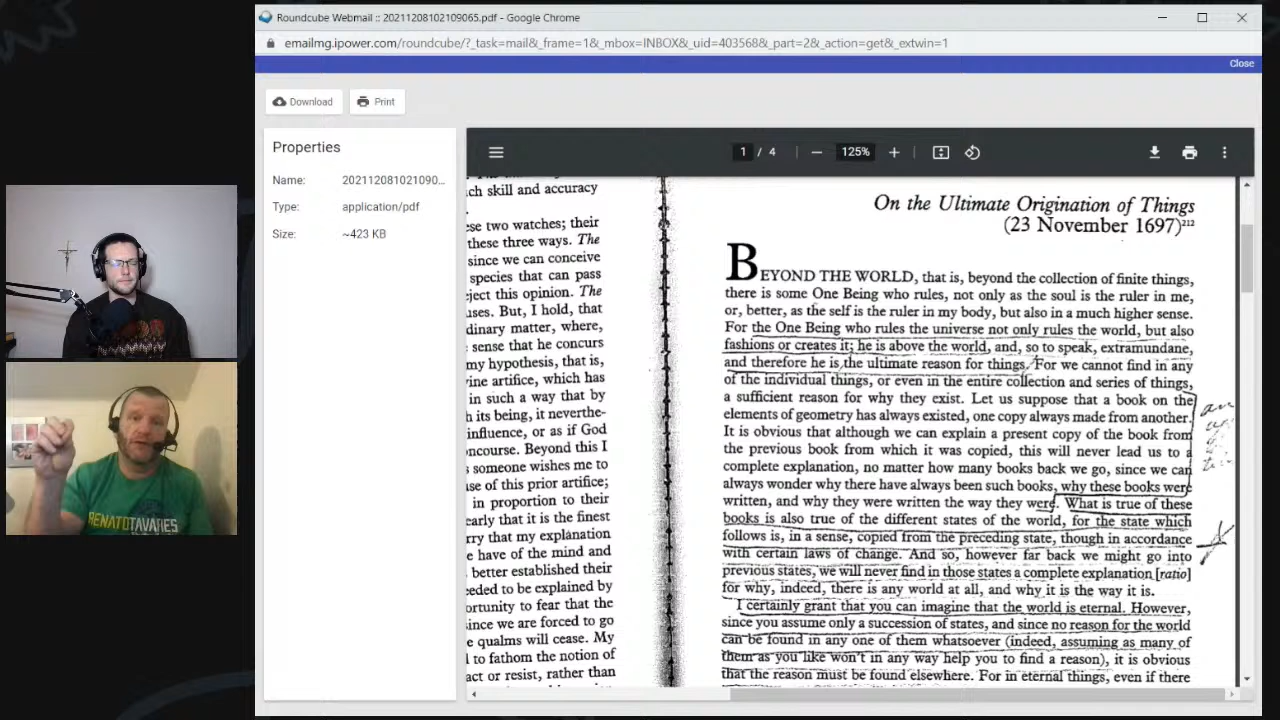 Roundcube Webmail :: 20211208102109065.pdf - Google Chrome
emailmg.ipower.com/roundcube/?_task=mail&_frame=1&_mbox=INBOX&_uid=403568&_part=2&_action=get&_extwin=1
Close
Download
Print
Properties
Name: 202112081021090...
Type: application/pdf
Size: ~423 KB
1 / 4
125%
ch skill and accuracy
se two watches; their
these three ways. The
since we can conceive
species that can pass
ject this opinion. The
uses. But, I hold, that
dinary matter, where,
sense that he concurs
my hypothesis, that is,
vine artifice, which has
in such a way that by
h its being, it neverthe-
influence, or as if God
ncourse. Beyond this I
someone wishes me to
se of this prior artifice;
in proportion to their
early that it is the finest
rry that my explanation
e have of the mind and
better established their
eeded to be explained by
ortunity to fear that the
ince we are forced to go
e qualms will cease. My
l to fathom the notion of
act or resist, rather than
On the Ultimate Origination of Things
(23 November 1697)212
BEYOND THE WORLD, that is, beyond the collection of finite things,
there is some One Being who rules, not only as the soul is the ruler in me,
or, better, as the self is the ruler in my body, but also in a much higher sense.
For the One Being who rules the universe not only rules the world, but also
fashions or creates it; he is above the world, and, so to speak, extramundane,
and therefore he is the ultimate reason for things. For we cannot find in any
of the individual things, or even in the entire collection and series of things,
a sufficient reason for why they exist. Let us suppose that a book on the
elements of geometry has always existed, one copy always made from another.
It is obvious that although we can explain a present copy of the book from
the previous book from which it was copied, this will never lead us to a
complete explanation, no matter how many books back we go, since we can
always wonder why there have always been such books, why these books were
written, and why they were written the way they were. What is true of these
books is also true of the different states of the world, for the state which
follows is, in a sense, copied from the preceding state, though in accordance
with certain laws of change. And so, however far back we might go into
previous states, we will never find in those states a complete explanation [ratio]
for why, indeed, there is any world at all, and why it is the way it is.
I certainly grant that you can imagine that the world is eternal. However,
since you assume only a succession of states, and since no reason for the world
can be found in any one of them whatsoever (indeed, assuming as many of
them as you like won't in any way help you to find a reason), it is obvious
that the reason must be found elsewhere. For in eternal things, even if there
RENATO TAVARES